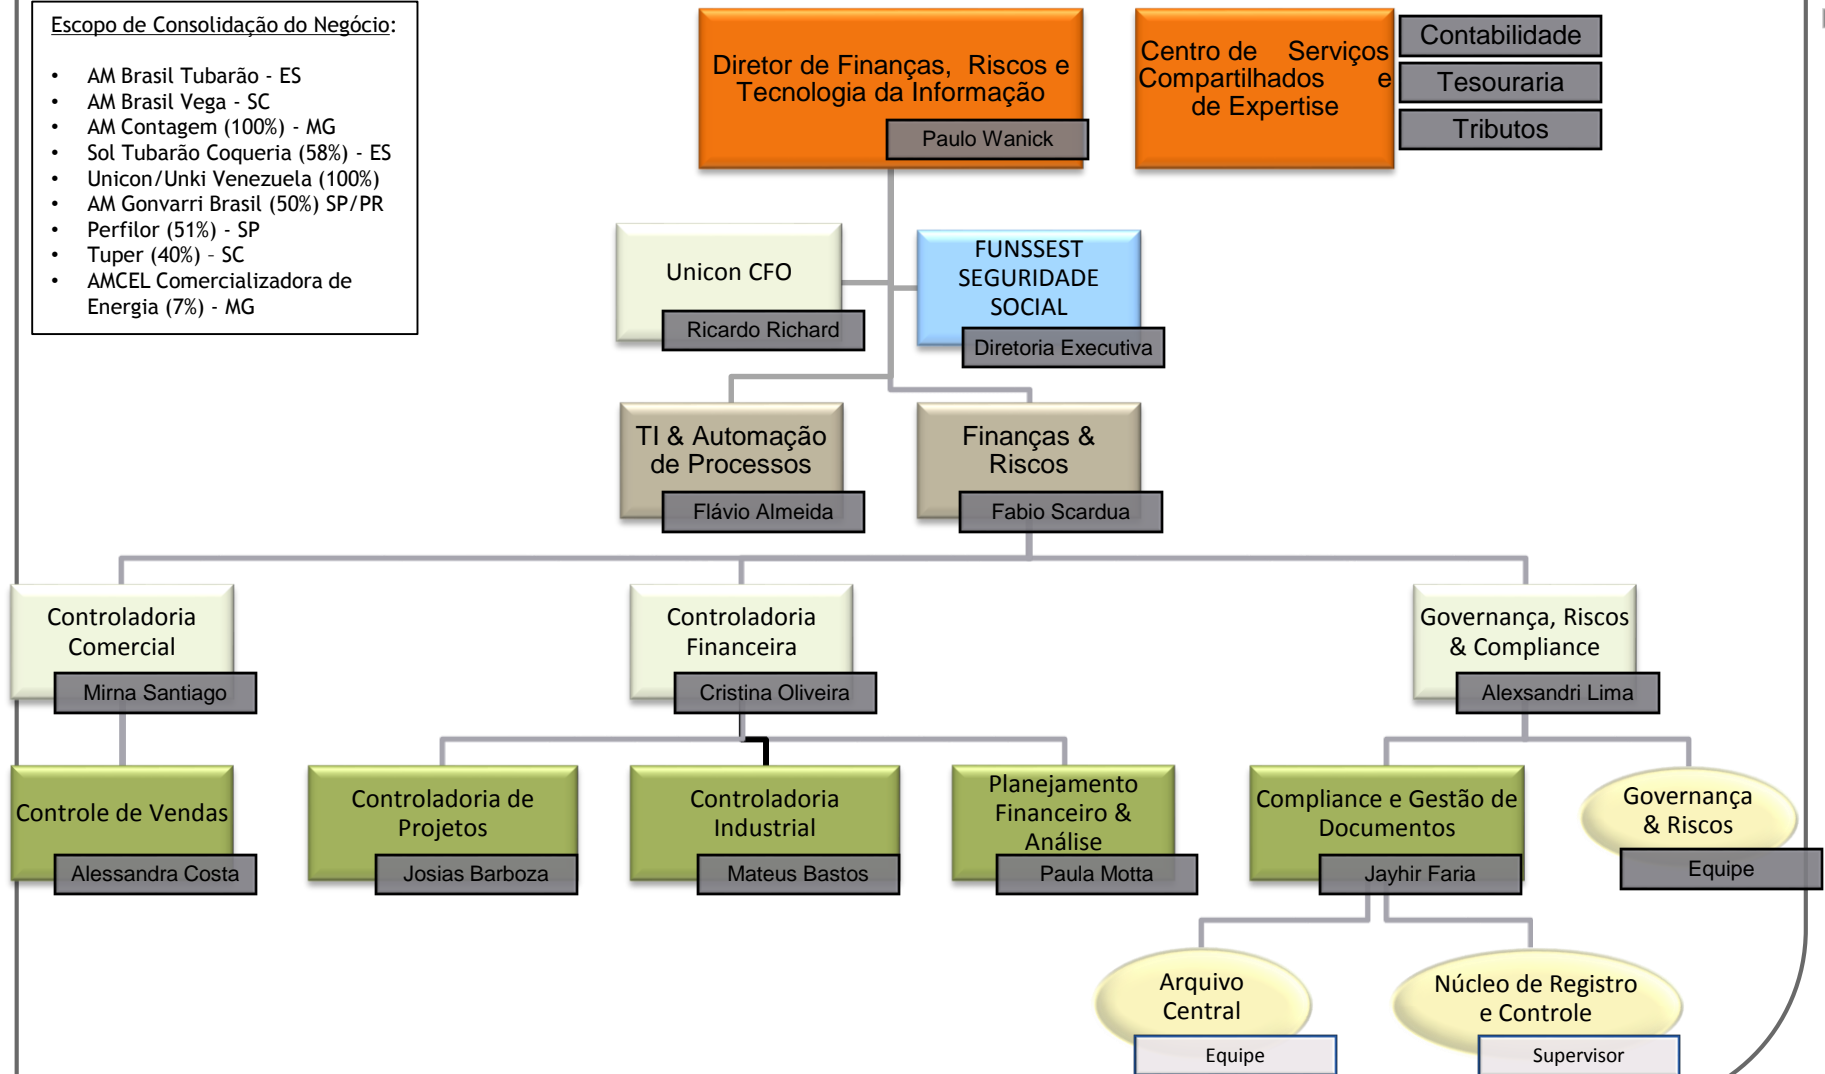 Escopo de Consolidação do Negócio:
• AM Brasil Tubarão - ES
• AM Brasil Vega - SC
• AM Contagem (100%) - MG
• Sol Tubarão Coqueria (58%) - ES
• Unicon/Unki Venezuela (100%)
• AM Gonvarri Brasil (50%) SP/PR
• Perfilor (51%) - SP
• Tuper (40%) – SC
• AMCEL Comercializadora de
Energia (7%) - MG
Diretor de Finanças, Riscos e
Tecnologia da Informação
Paulo Wanick
Centro de Serviços
Compartilhados e
de Expertise
Contabilidade
Tesouraria
Tributos
Unicon CFO
Ricardo Richard
FUNSSEST
SEGURIDADE
SOCIAL
Diretoria Executiva
TI & Automação
de Processos
Flávio Almeida
Finanças &
Riscos
Fabio Scardua
Controladoria
Comercial
Mirna Santiago
Controladoria
Financeira
Cristina Oliveira
Governança, Riscos
& Compliance
Alexsandri Lima
Controle de Vendas
Alessandra Costa
Controladoria de
Projetos
Josias Barboza
Controladoria
Industrial
Mateus Bastos
Planejamento
Financeiro &
Análise
Paula Motta
Compliance e Gestão de
Documentos
Jayhir Faria
Governança
& Riscos
Equipe
Arquivo
Central
Equipe
Núcleo de Registro
e Controle
Supervisor